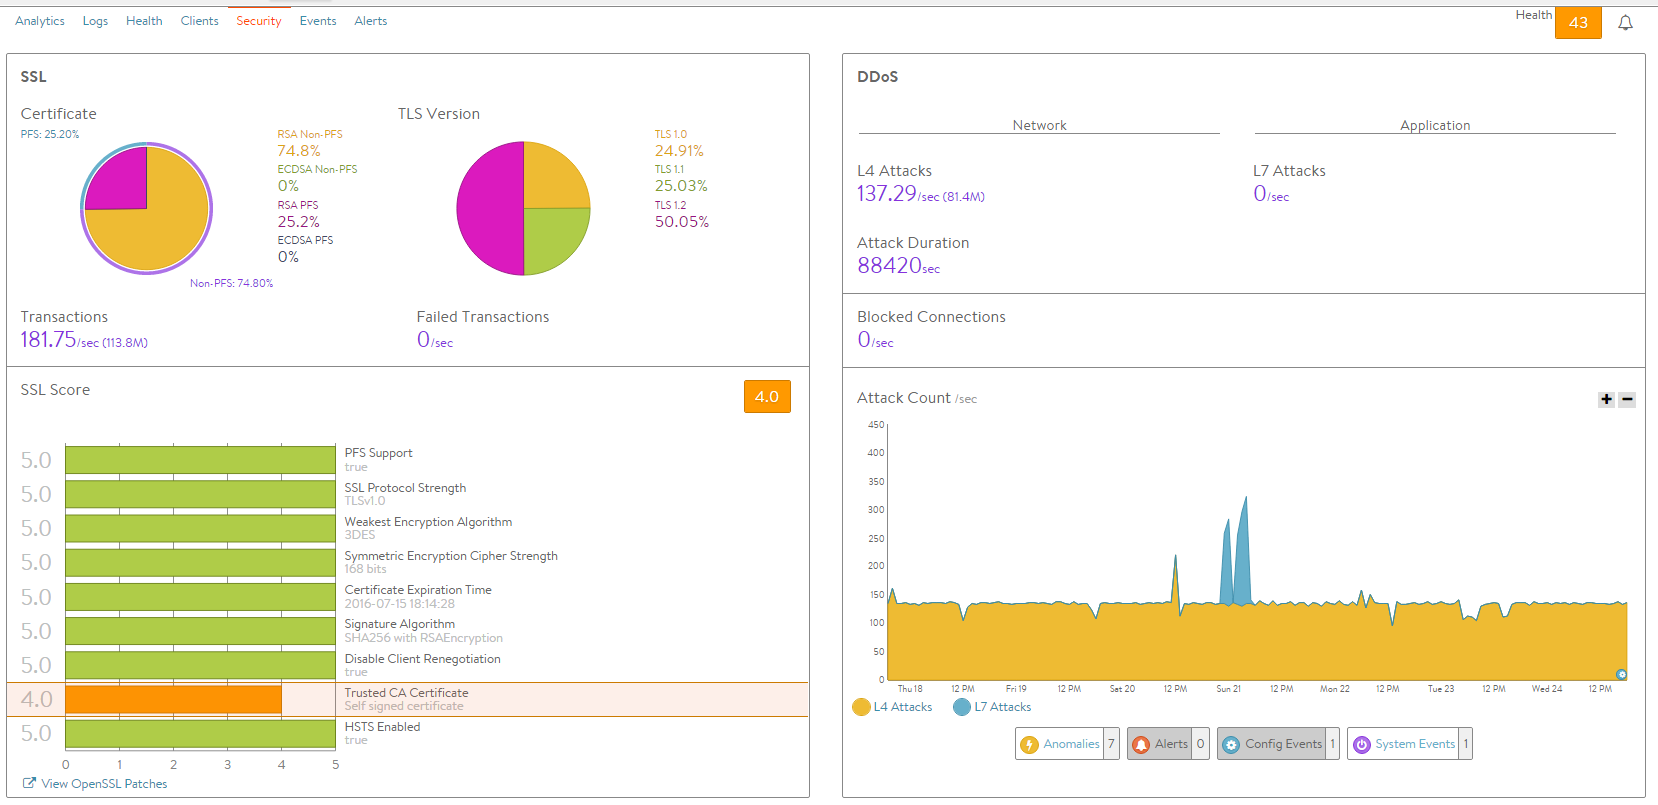 Analytics Logs Health Clients Security Events Alerts
Health 43
SSL
Certificate
PFS: 25.20%
RSA Non-PFS
74.8%
ECDSA Non-PFS
0%
RSA PFS
25.2%
ECDSA PFS
0%
Non-PFS: 74.80%
TLS Version
TLS 1.0
24.91%
TLS 1.1
25.03%
TLS 1.2
50.05%
Transactions
181.75/sec (113.8M)
Failed Transactions
0/sec
SSL Score
4.0
5.0 PFS Support
true
5.0 SSL Protocol Strength
TLSv1.0
5.0 Weakest Encryption Algorithm
3DES
5.0 Symmetric Encryption Cipher Strength
168 bits
5.0 Certificate Expiration Time
2016-07-15 18:14:28
5.0 Signature Algorithm
SHA256 with RSAEncryption
5.0 Disable Client Renegotiation
true
4.0 Trusted CA Certificate
Self signed certificate
5.0 HSTS Enabled
true
0 1 2 3 4 5
View OpenSSL Patches
DDoS
Network
Application
L4 Attacks
137.29/sec (81.4M)
L7 Attacks
0/sec
Attack Duration
88420sec
Blocked Connections
0/sec
Attack Count /sec
+ −
450
400
350
300
250
200
150
100
50
0
Thu 18 12 PM Fri 19 12 PM Sat 20 12 PM Sun 21 12 PM Mon 22 12 PM Tue 23 12 PM Wed 24 12 PM
L4 Attacks L7 Attacks
Anomalies 7 Alerts 0 Config Events 1 System Events 1